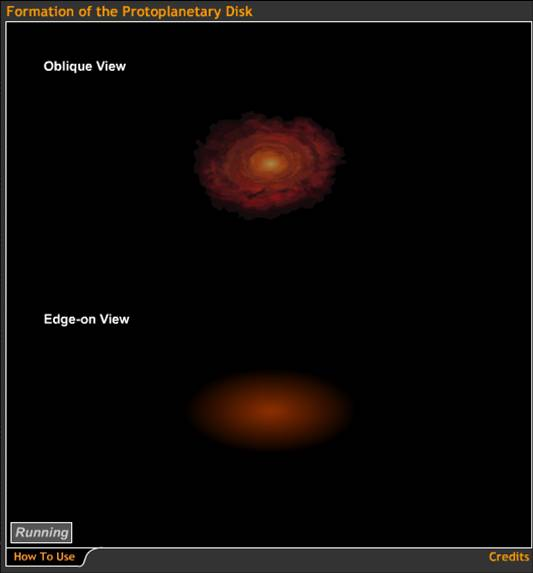 Formation of the Protoplanetary Disk
Oblique View
Edge-on View
Running
How To Use
Credits